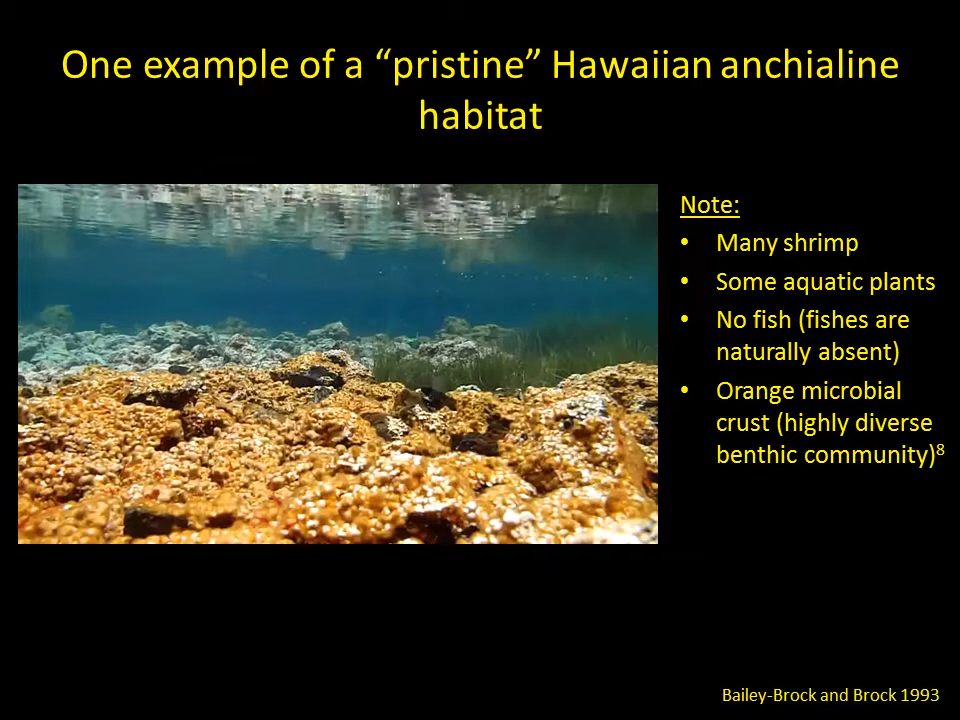 One example of a “pristine” Hawaiian anchialine
habitat
Note:
• Many shrimp
• Some aquatic plants
• No fish (fishes are
naturally absent)
• Orange microbial
crust (highly diverse
benthic community)⁸
Bailey-Brock and Brock 1993